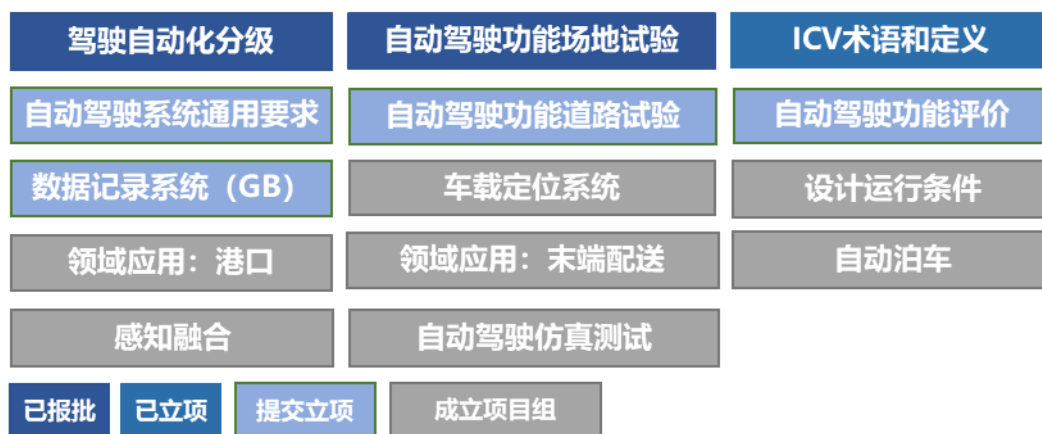 驾驶自动化分级
自动驾驶功能场地试验
ICV术语和定义
自动驾驶系统通用要求
自动驾驶功能道路试验
自动驾驶功能评价
数据记录系统（GB）
车载定位系统
设计运行条件
领域应用：港口
领域应用：末端配送
自动泊车
感知融合
自动驾驶仿真测试
已报批
已立项
提交立项
成立项目组